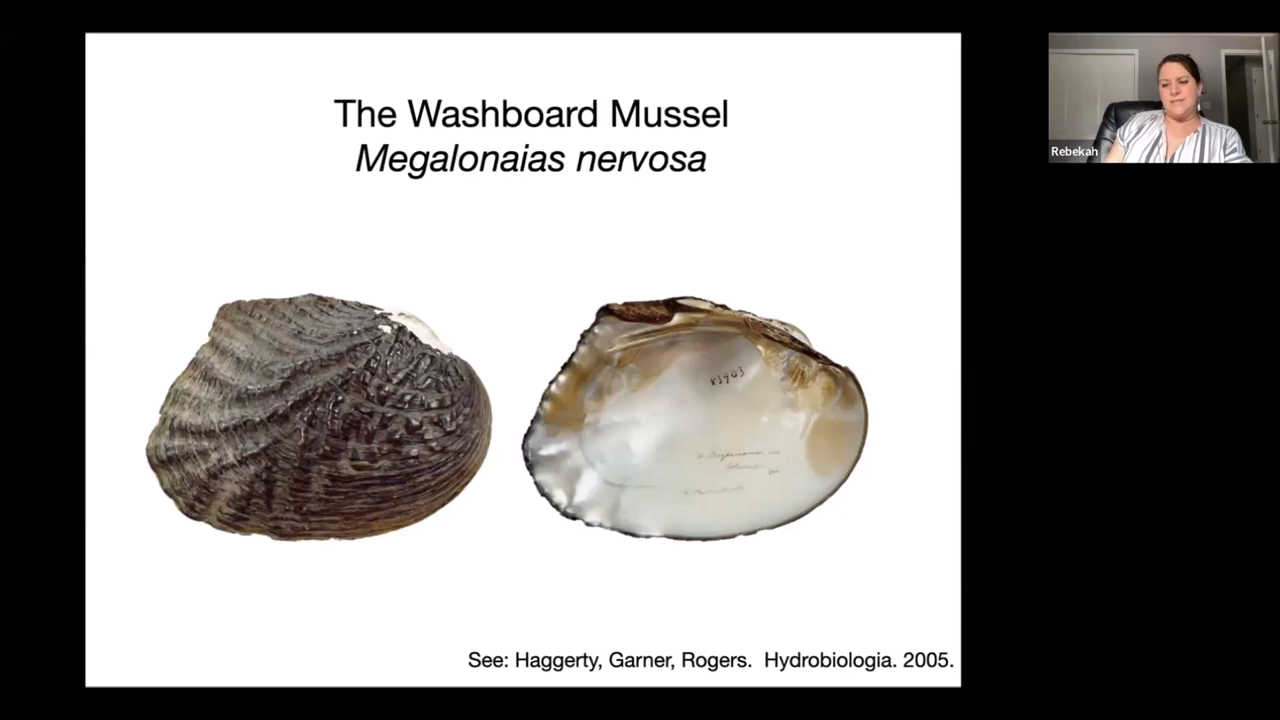 The Washboard Mussel
Megalonaias nervosa
Rebekah
83903
See: Haggerty, Garner, Rogers.  Hydrobiologia. 2005.